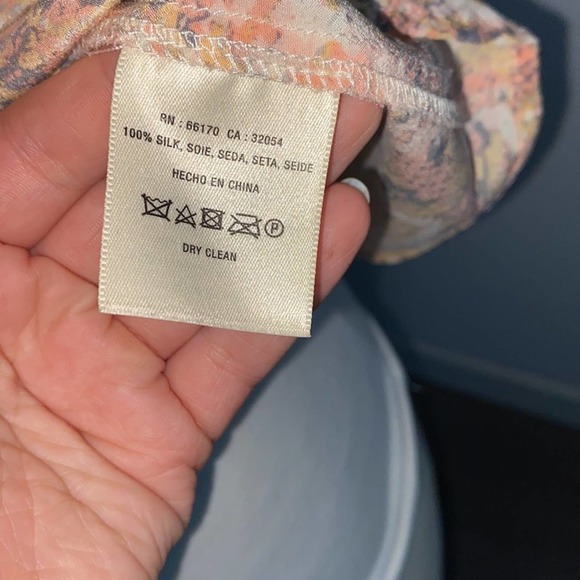 RN : 66170 CA : 32054
100% SILK, SOIE, SEDA, SETA, SEIDE
HECHO EN CHINA
P
DRY CLEAN